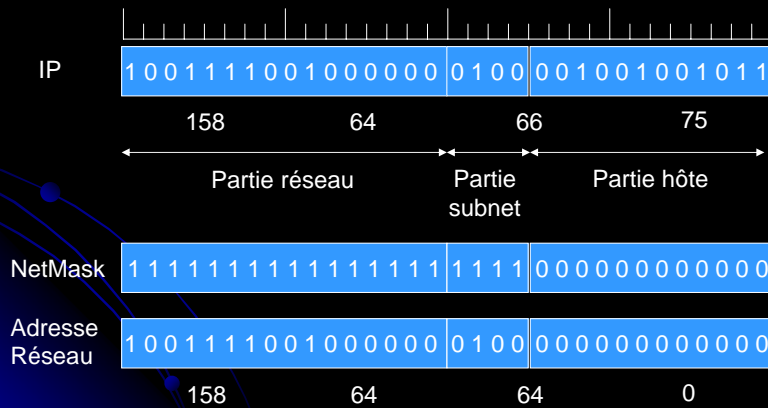 IP 1 0 0 1 1 1 1 0 0 1 0 0 0 0 0 0 0 1 0 0 0 0 1 0 0 1 0 0 1 0 1 1
158 64 66 75
Partie réseau Partie subnet Partie hôte
NetMask 1 1 1 1 1 1 1 1 1 1 1 1 1 1 1 1 1 1 1 1 0 0 0 0 0 0 0 0 0 0 0 0
Adresse Réseau 1 0 0 1 1 1 1 0 0 1 0 0 0 0 0 0 0 1 0 0 0 0 0 0 0 0 0 0 0 0 0 0
158 64 64 0